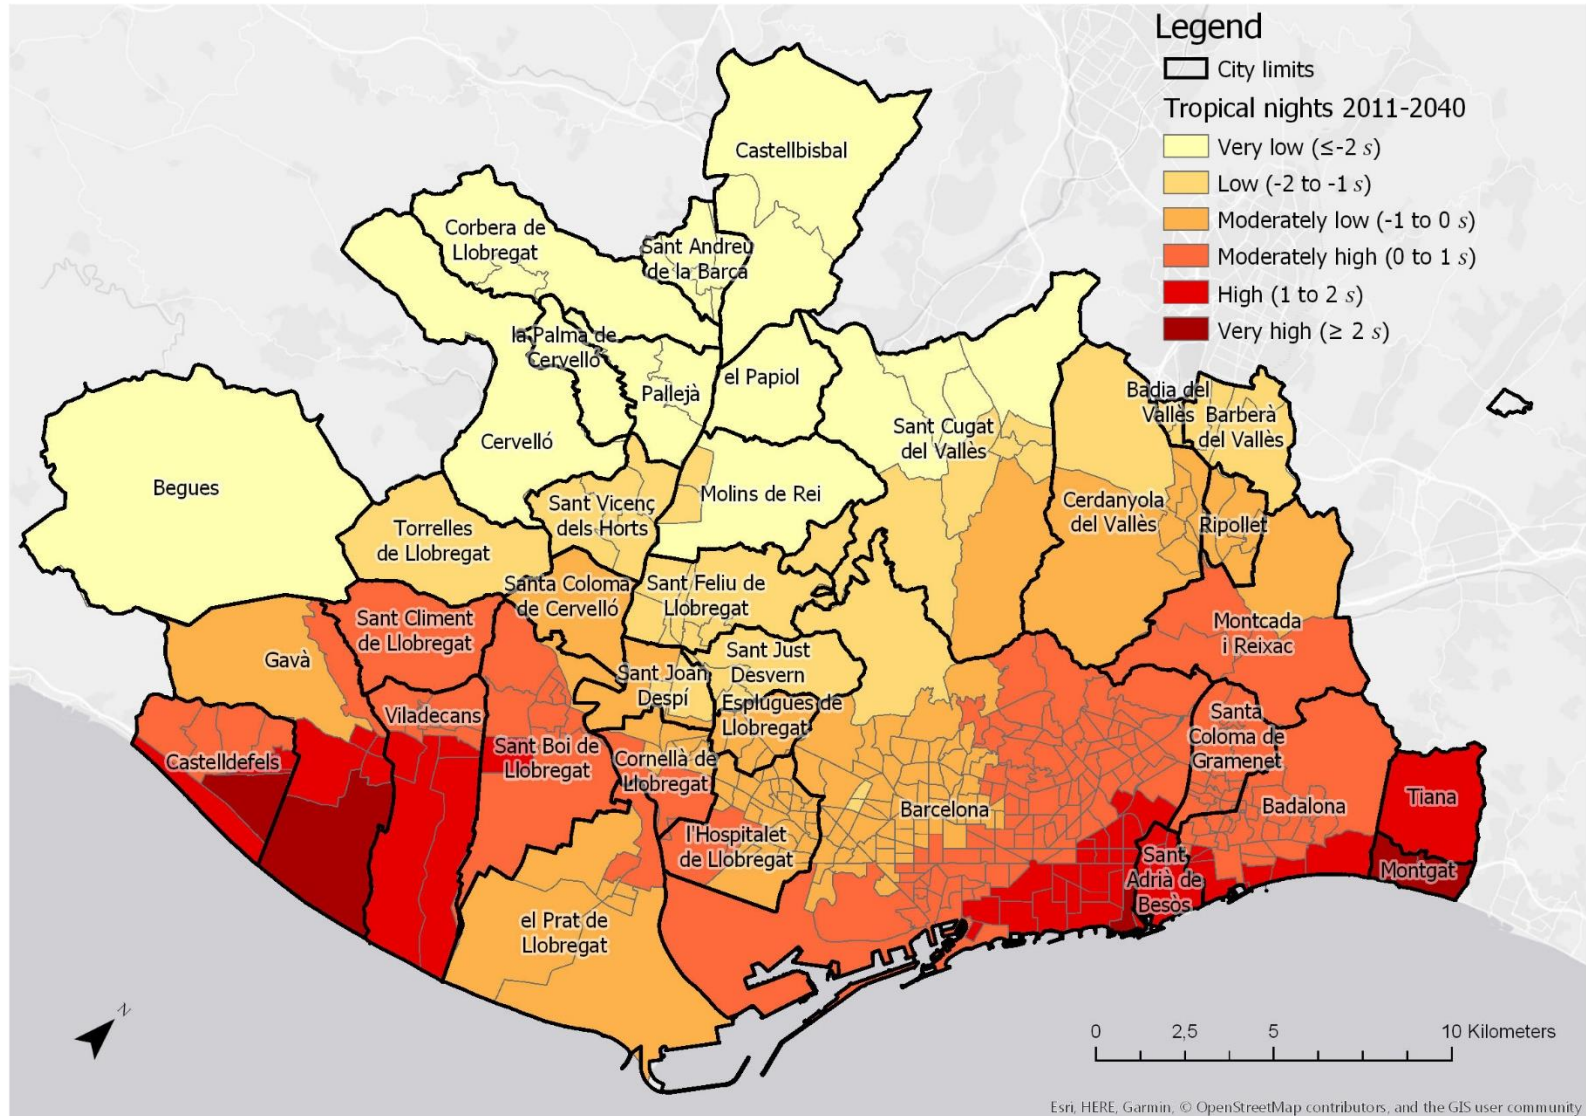 Legend
City limits
Tropical nights 2011-2040
Very low (≤-2 s)
Low (-2 to -1 s)
Moderately low (-1 to 0 s)
Moderately high (0 to 1 s)
High (1 to 2 s)
Very high (≥ 2 s)
Castellbisbal
Corbera de
Llobregat
Sant Andreu
de la Barca
la Palma de
Cervelló
Pallejà
el Papiol
Cervelló
Begues
Torrelles
de Llobregat
Sant Vicenç
dels Horts
Molins de Rei
Sant Cugat
del Vallès
Badia del
Vallès
Barberà
del Vallès
Cerdanyola
del Vallès
Ripollet
Santa Coloma
de Cervelló
Sant Feliu de
Llobregat
Sant Climent
de Llobregat
Gavà
Montcada
i Reixac
Sant Just
Desvern
Sant Joan
Despí
Esplugues de
Llobregat
Viladecans
Castelldefels
Sant Boi de
Llobregat
Cornellà de
Llobregat
Santa
Coloma de
Gramenet
Barcelona
Badalona
Tiana
l'Hospitalet
de Llobregat
Sant
Adrià de
Besòs
Montgat
el Prat de
Llobregat
N
0 2,5 5 10 Kilometers
Esri, HERE, Garmin, © OpenStreetMap contributors, and the GIS user community